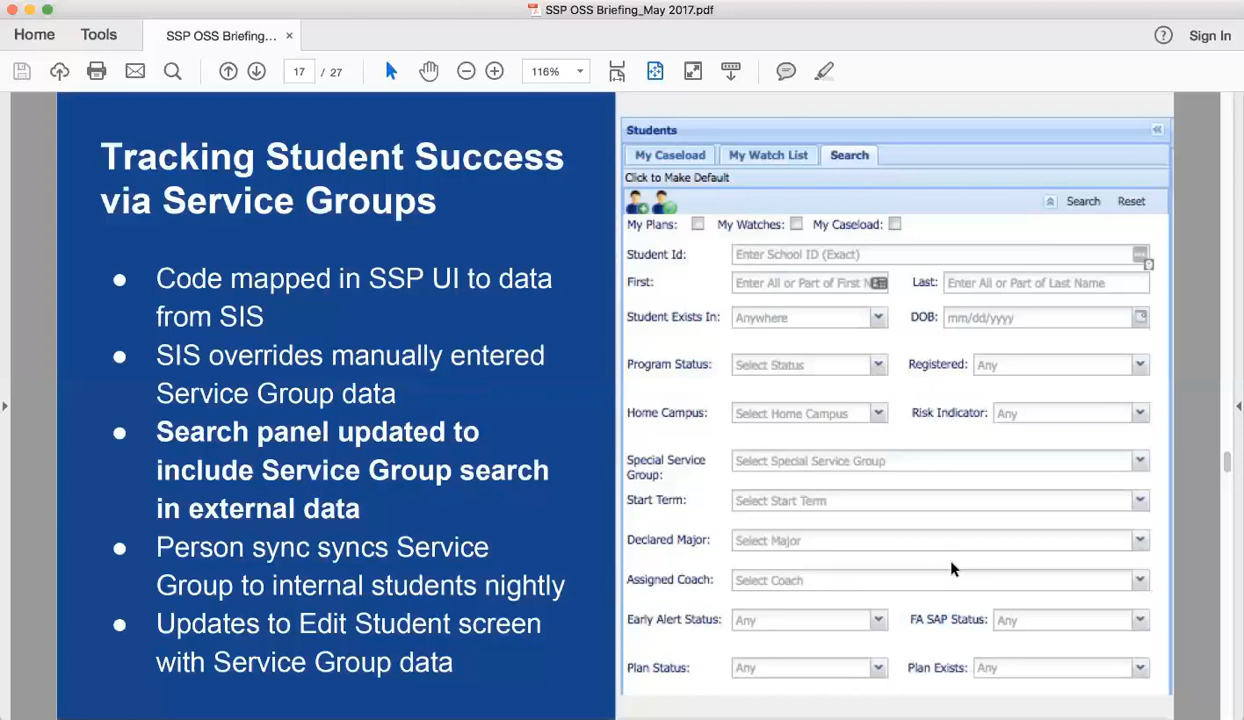 SSP OSS Briefing_May 2017.pdf
Home
Tools
SSP OSS Briefing... ×
? Sign In
17 / 27
116%
Tracking Student Success
via Service Groups
● Code mapped in SSP UI to data
from SIS
● SIS overrides manually entered
Service Group data
● Search panel updated to
include Service Group search
in external data
● Person sync syncs Service
Group to internal students nightly
● Updates to Edit Student screen
with Service Group data
Students
My Caseload My Watch List Search
Click to Make Default
Search Reset
My Plans: My Watches: My Caseload:
Student Id: Enter School ID (Exact)
First: Enter All or Part of First Last: Enter All or Part of Last Name
Student Exists In: Anywhere DOB: mm/dd/yyyy
Program Status: Select Status Registered: Any
Home Campus: Select Home Campus Risk Indicator: Any
Special Service Select Special Service Group
Group:
Start Term: Select Start Term
Declared Major: Select Major
Assigned Coach: Select Coach
Early Alert Status: Any FA SAP Status: Any
Plan Status: Any Plan Exists: Any